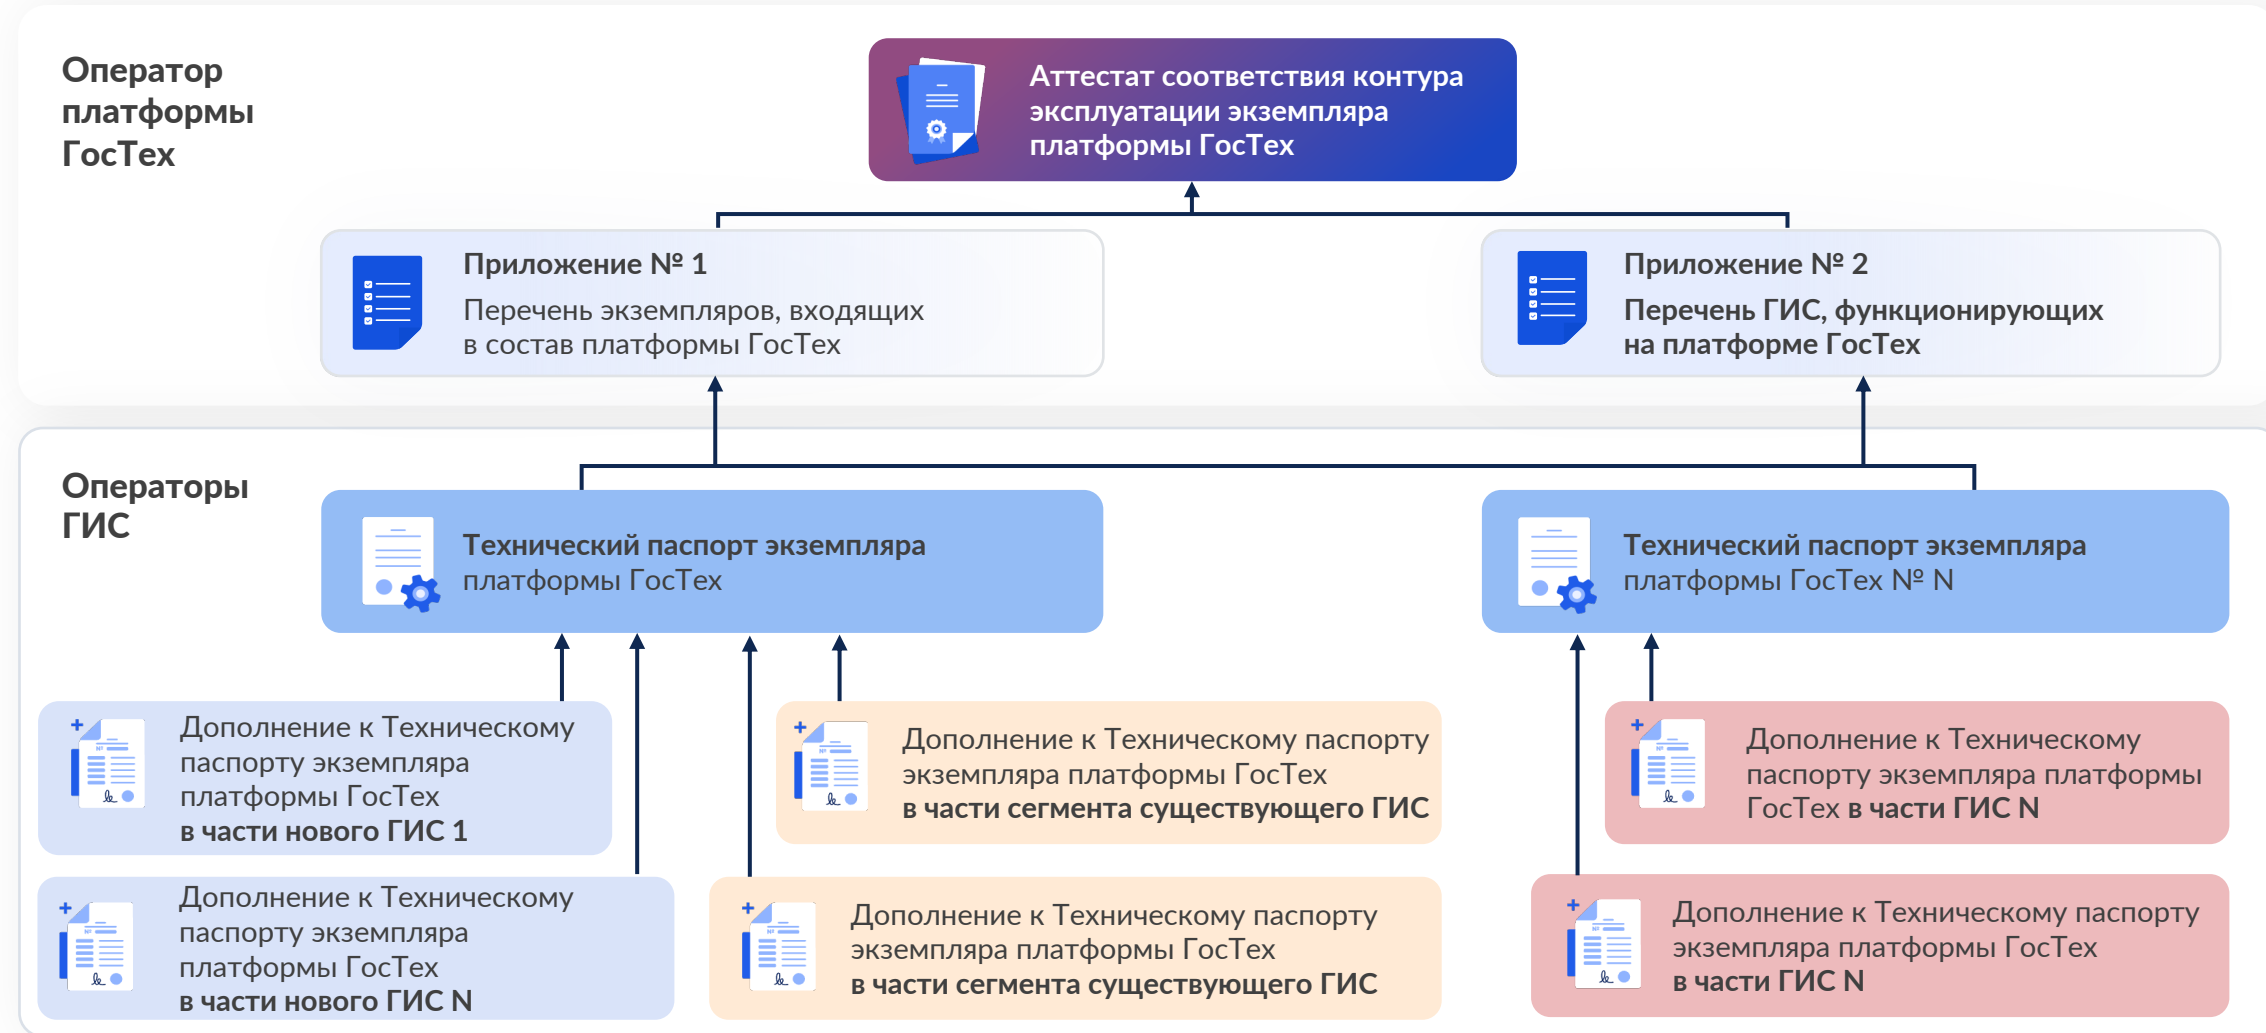 Оператор
платформы
ГосТех
Аттестат соответствия контура
эксплуатации экземпляра
платформы ГосТех
Приложение № 1
Перечень экземпляров, входящих
в состав платформы ГосТех
Приложение № 2
Перечень ГИС, функционирующих
на платформе ГосТех
Операторы
ГИС
Технический паспорт экземпляра
платформы ГосТех
Технический паспорт экземпляра
платформы ГосТех № N
Дополнение к Техническому
паспорту экземпляра
платформы ГосТех
в части нового ГИС 1
Дополнение к Техническому паспорту
экземпляра платформы ГосТех
в части сегмента существующего ГИС
Дополнение к Техническому
паспорту экземпляра платформы
ГосТех в части ГИС N
Дополнение к Техническому
паспорту экземпляра
платформы ГосТех
в части нового ГИС N
Дополнение к Техническому паспорту
экземпляра платформы ГосТех
в части сегмента существующего ГИС
Дополнение к Техническому паспорту
экземпляра платформы ГосТех
в части ГИС N